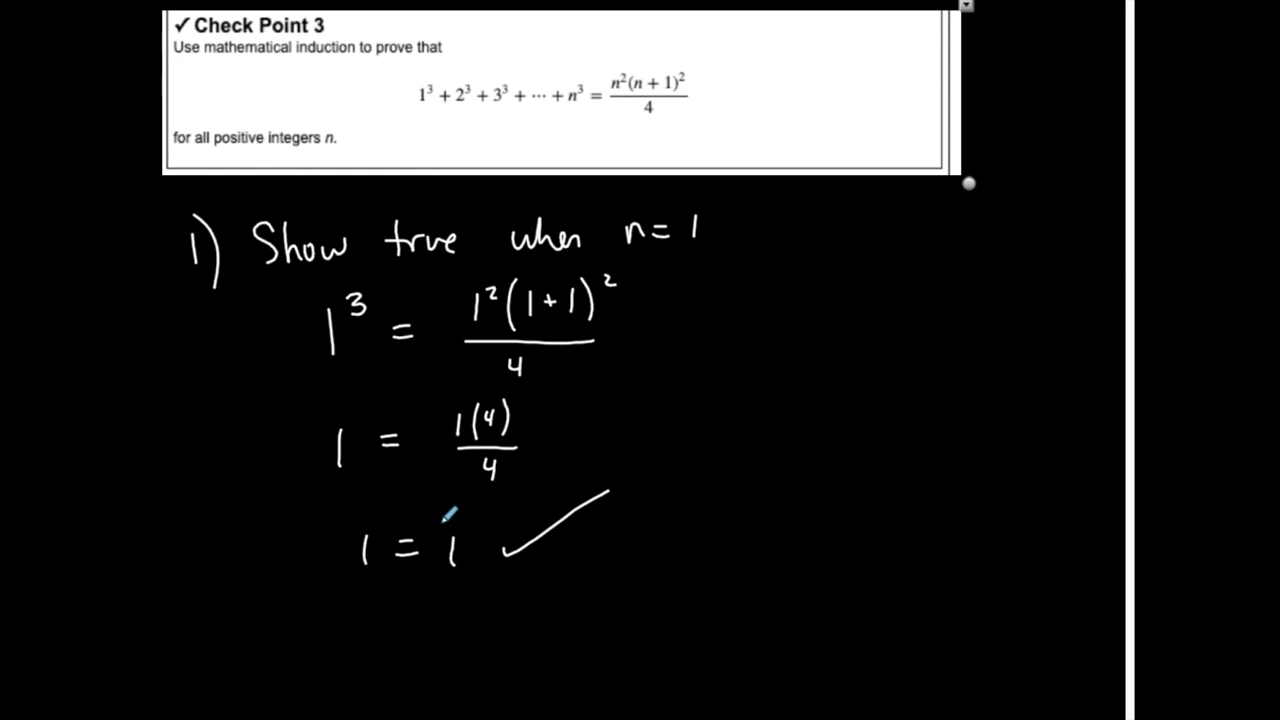 ✓ Check Point 3
Use mathematical induction to prove that
1³ + 2³ + 3³ + ⋯ + n³ = n²(n + 1)²/4
for all positive integers n.
1) Show true when n = 1
1³ = 1²(1 + 1)²/4
1 = 1(4)/4
1 = 1 ✓